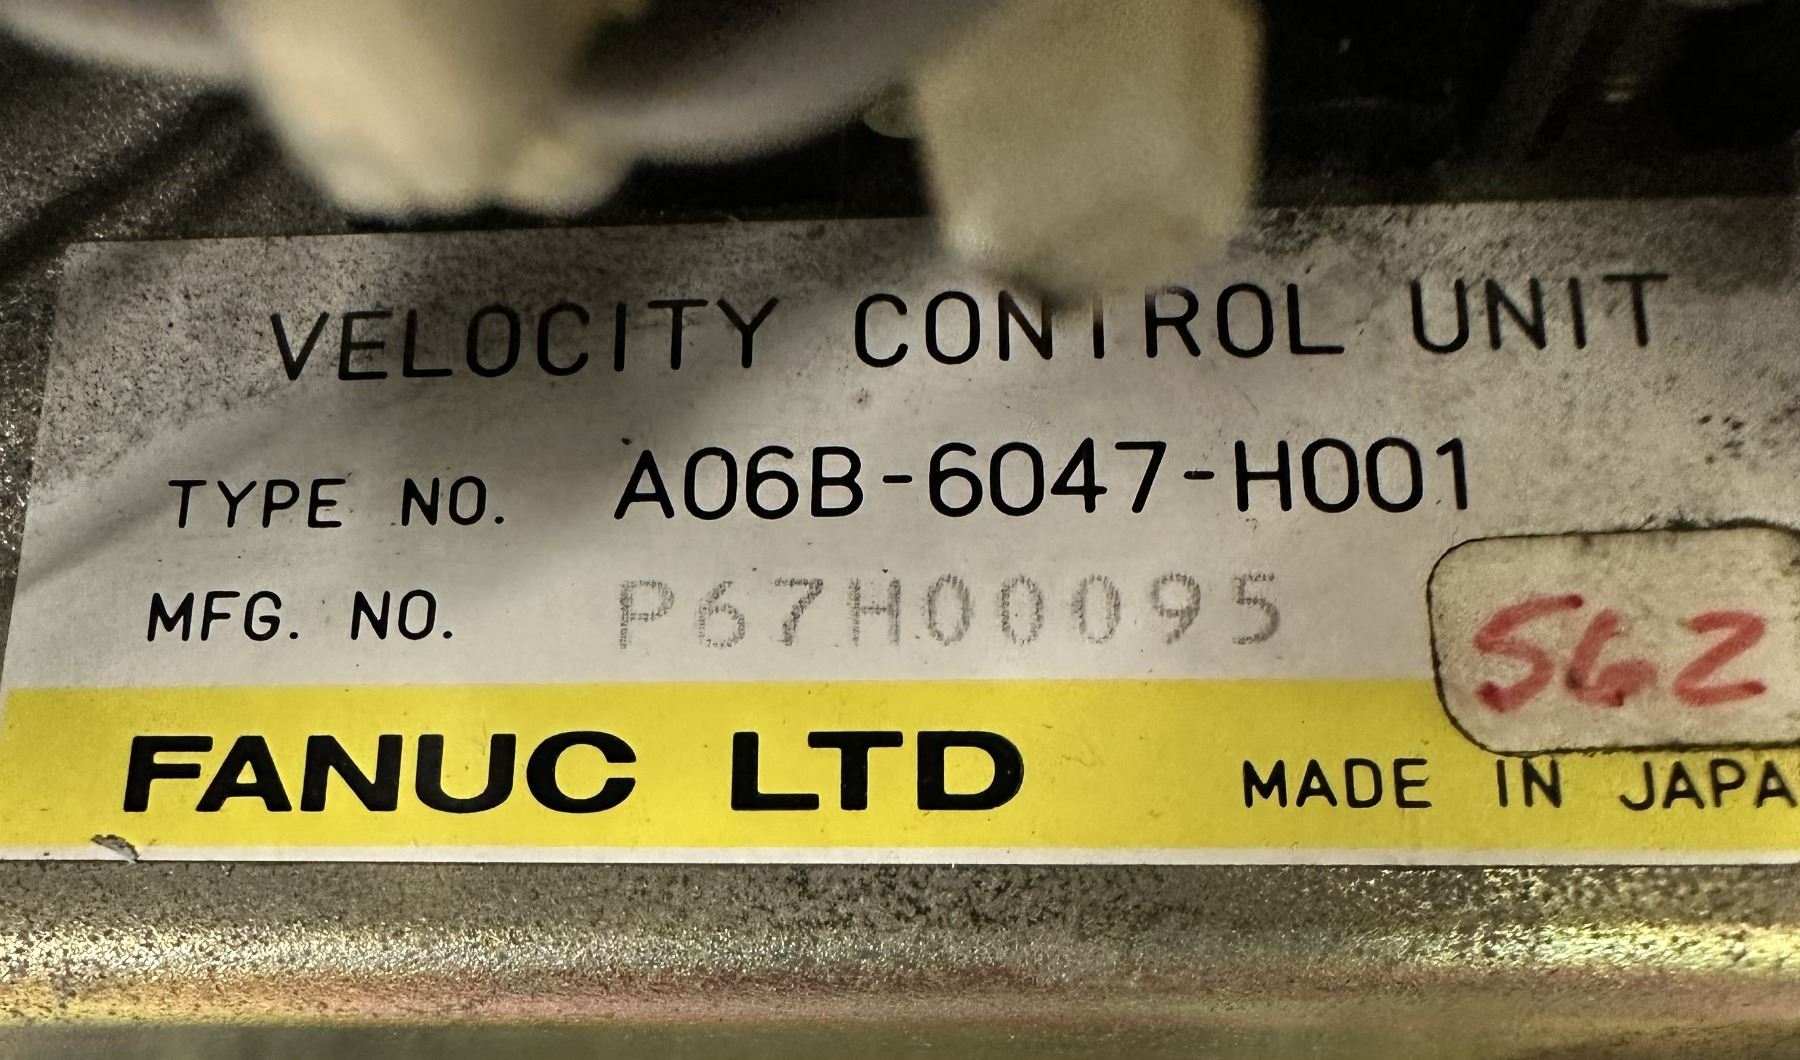 VELOCITY CONTROL UNIT
TYPE NO. A06B-6047-H001
MFG. NO. P67H00095
562
FANUC LTD MADE IN JAPA